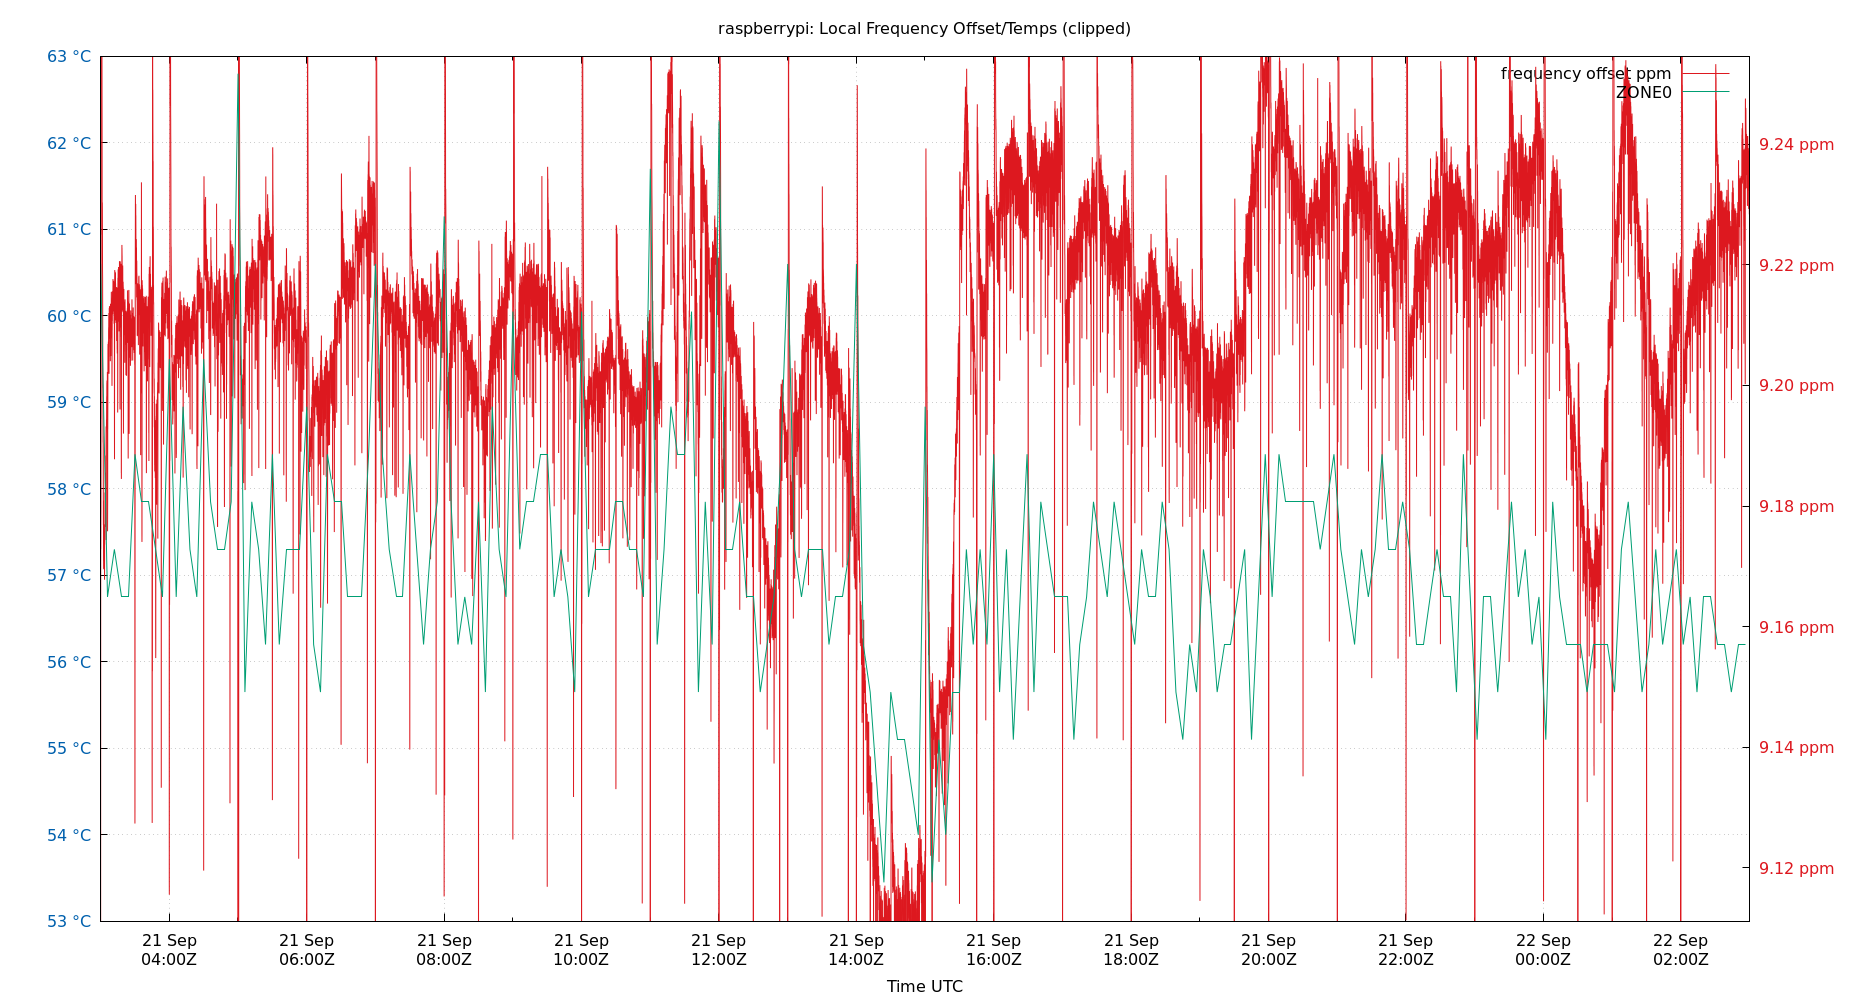 raspberrypi: Local Frequency Offset/Temps (clipped)
63 °C
62 °C
61 °C
60 °C
59 °C
58 °C
57 °C
56 °C
55 °C
54 °C
53 °C
frequency offset ppm
ZONE0
9.24 ppm
9.22 ppm
9.20 ppm
9.18 ppm
9.16 ppm
9.14 ppm
9.12 ppm
21 Sep 21 Sep 21 Sep 21 Sep 21 Sep 21 Sep 21 Sep 21 Sep 21 Sep 21 Sep 22 Sep 22 Sep
04:00Z 06:00Z 08:00Z 10:00Z 12:00Z 14:00Z 16:00Z 18:00Z 20:00Z 22:00Z 00:00Z 02:00Z
Time UTC